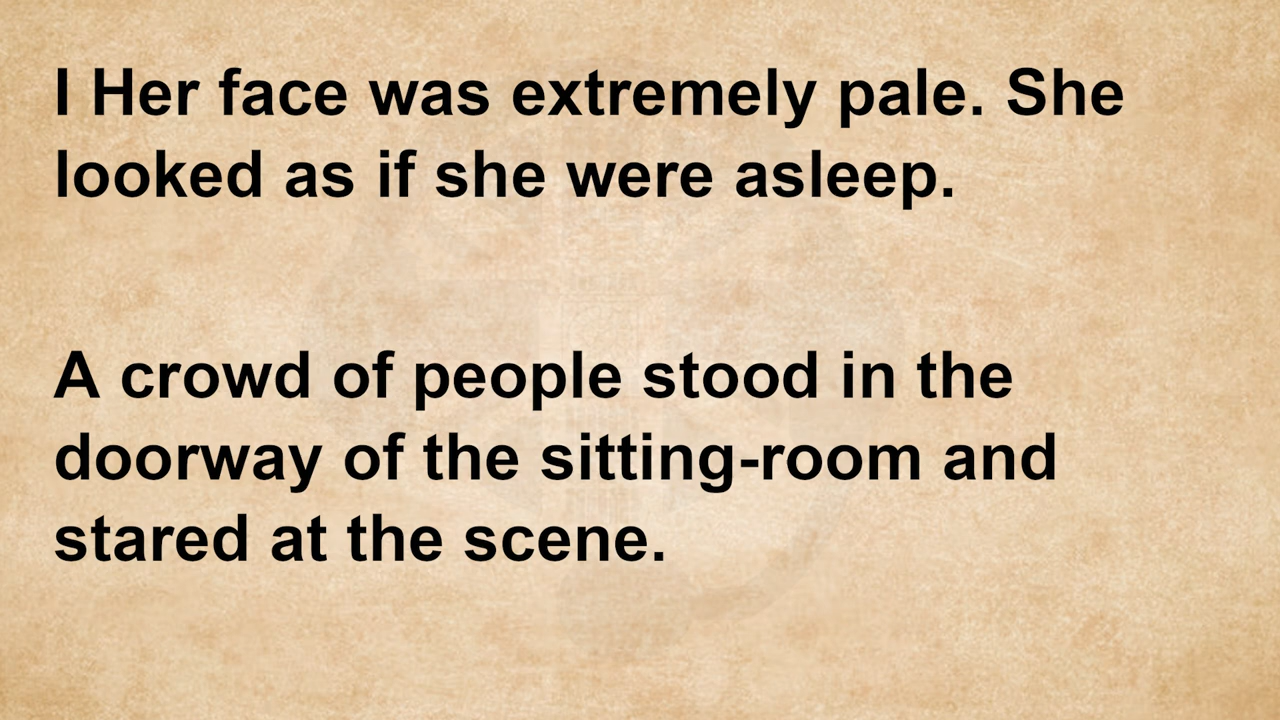 I Her face was extremely pale. She
looked as if she were asleep.
A crowd of people stood in the
doorway of the sitting-room and
stared at the scene.